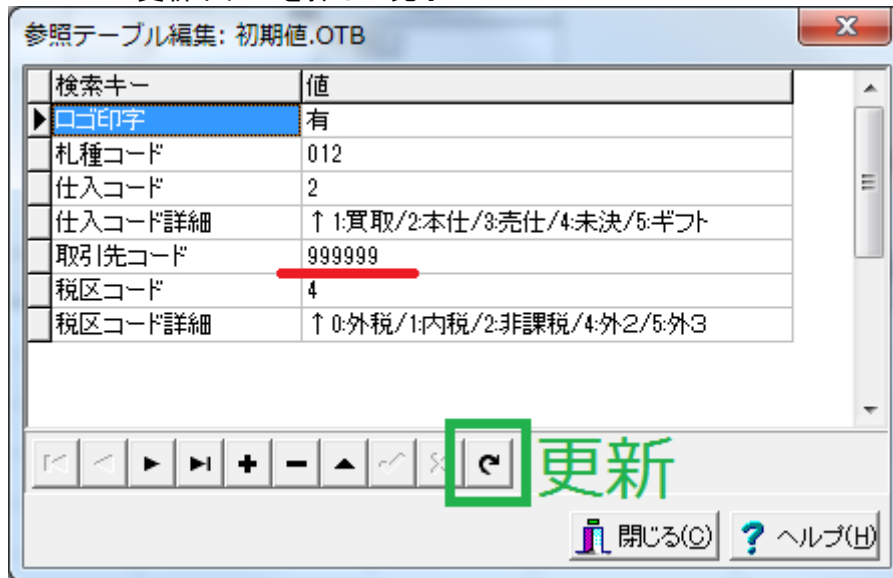 参照テーブル編集: 初期値.OTB
検索キー 値
ロゴ印字 有
札種コード 012
仕入コード 2
仕入コード詳細 ↑1:買取/2:本仕/3:売仕/4:未決/5:ギフト
取引先コード 999999
税区コード 4
税区コード詳細 ↑0:外税/1:内税/2:非課税/4:外2/5:外3
更新
閉じる(C) ? ヘルプ(H)